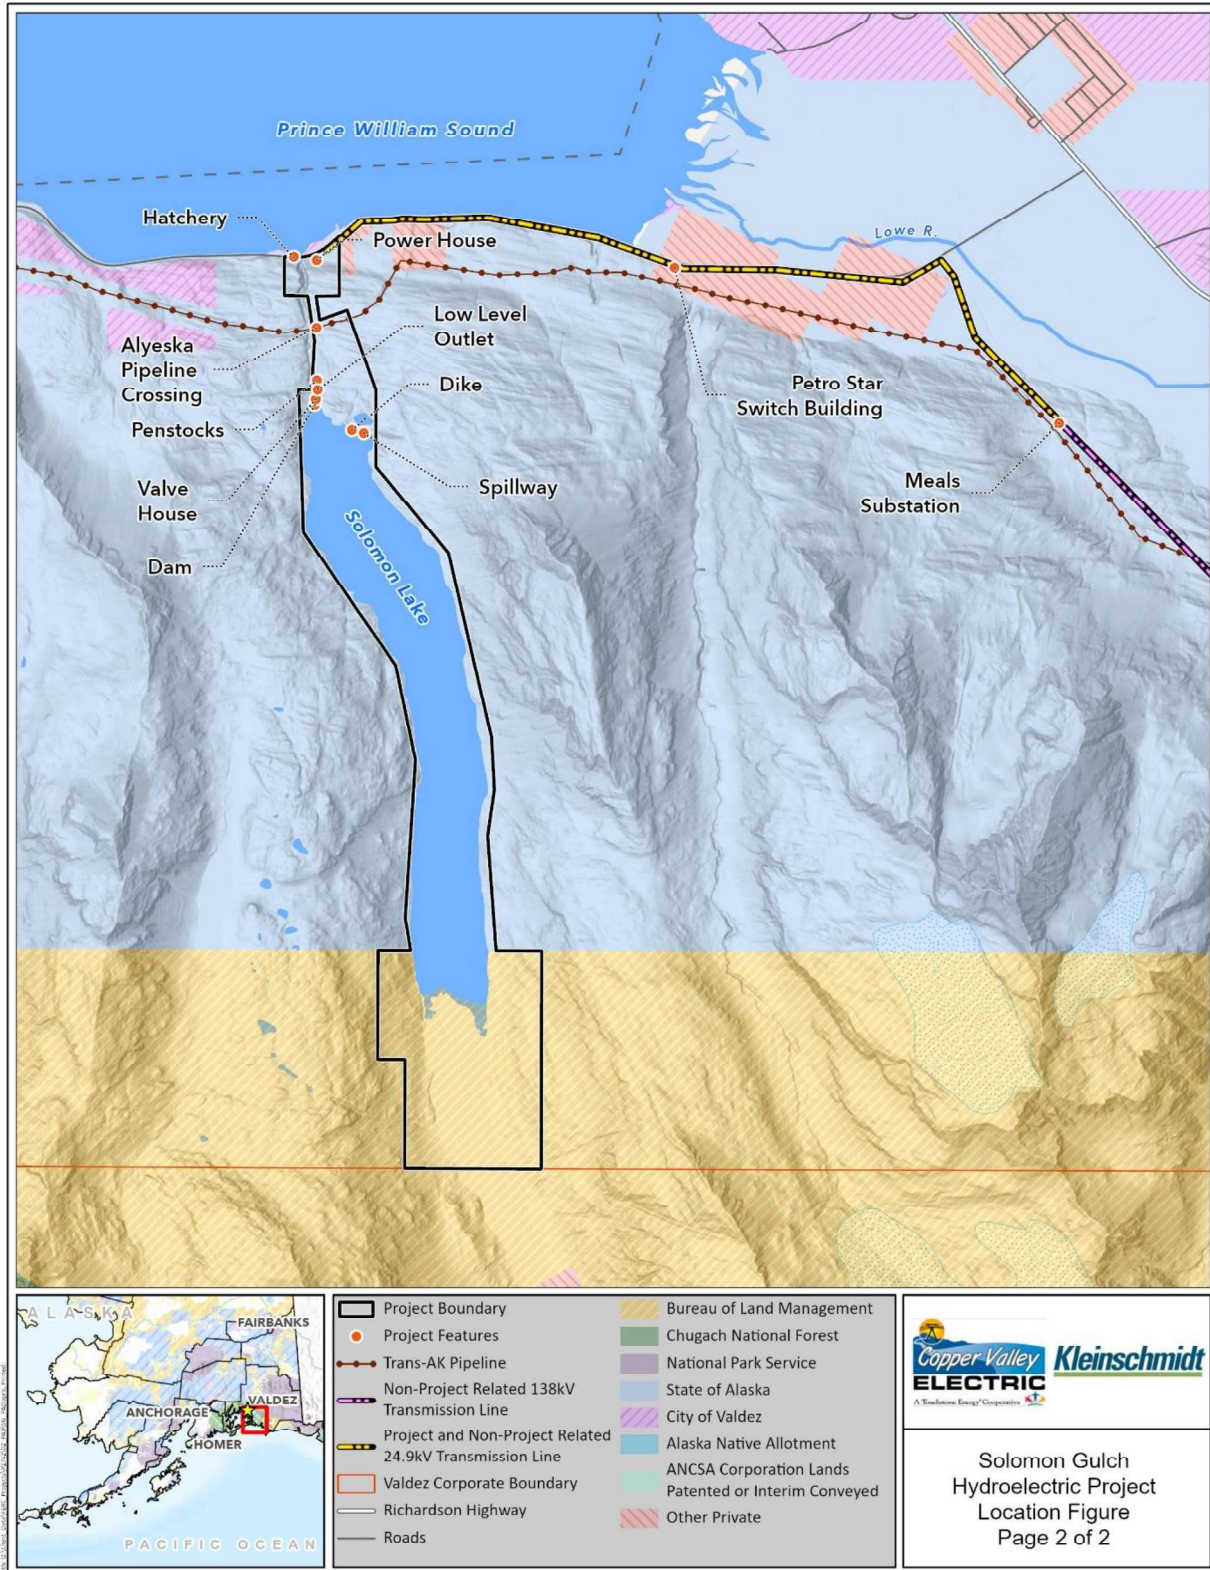 Prince William Sound
Hatchery
Power House
Lowe R.
Low Level
Outlet
Alyeska
Pipeline
Crossing
Dike
Petro Star
Switch Building
Penstocks
Valve
House
Spillway
Meals
Substation
Solomon Lake
Dam
ALASKA
FAIRBANKS
VALDEZ
ANCHORAGE
HOMER
PACIFIC OCEAN
Project Boundary
Project Features
Trans-AK Pipeline
Non-Project Related 138kV
Transmission Line
Project and Non-Project Related
24.9kV Transmission Line
Valdez Corporate Boundary
Richardson Highway
Roads
Bureau of Land Management
Chugach National Forest
National Park Service
State of Alaska
City of Valdez
Alaska Native Allotment
ANCSA Corporation Lands
Patented or Interim Conveyed
Other Private
Copper Valley
ELECTRIC
A Touchstone Energy® Cooperative
Kleinschmidt
Solomon Gulch
Hydroelectric Project
Location Figure
Page 2 of 2